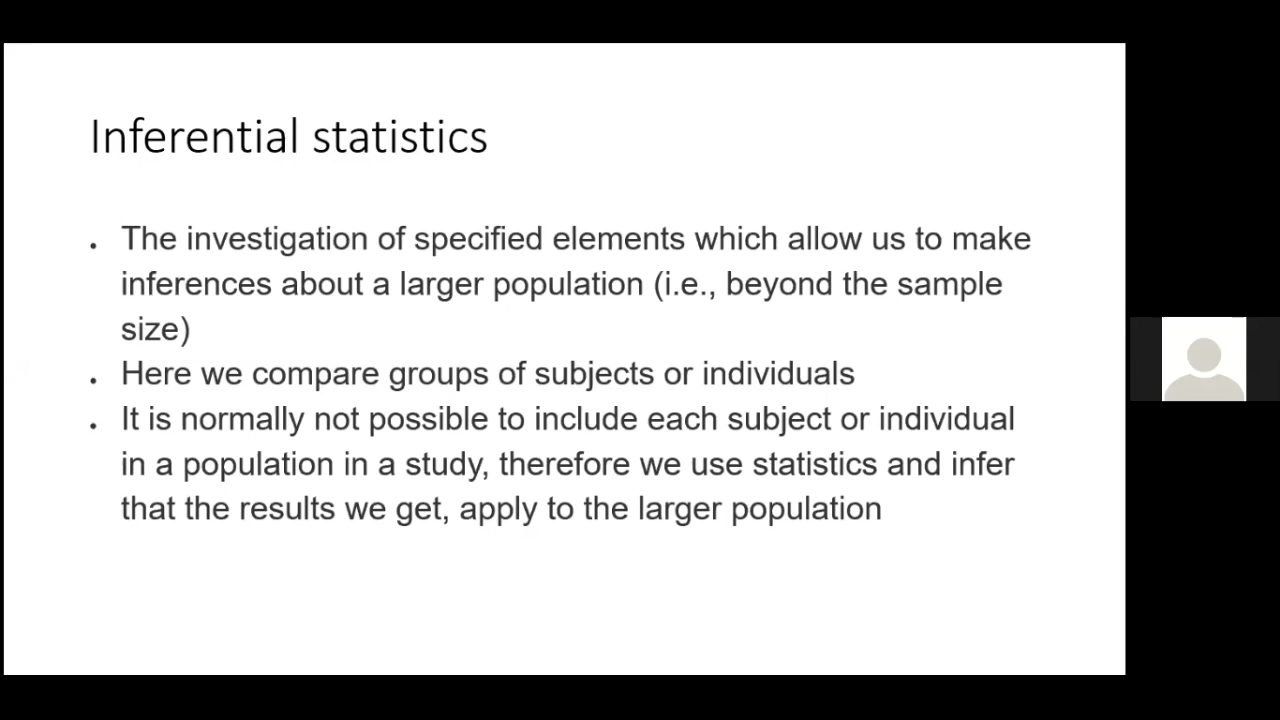 Inferential statistics
• The investigation of specified elements which allow us to make
inferences about a larger population (i.e., beyond the sample
size)
• Here we compare groups of subjects or individuals
• It is normally not possible to include each subject or individual
in a population in a study, therefore we use statistics and infer
that the results we get, apply to the larger population